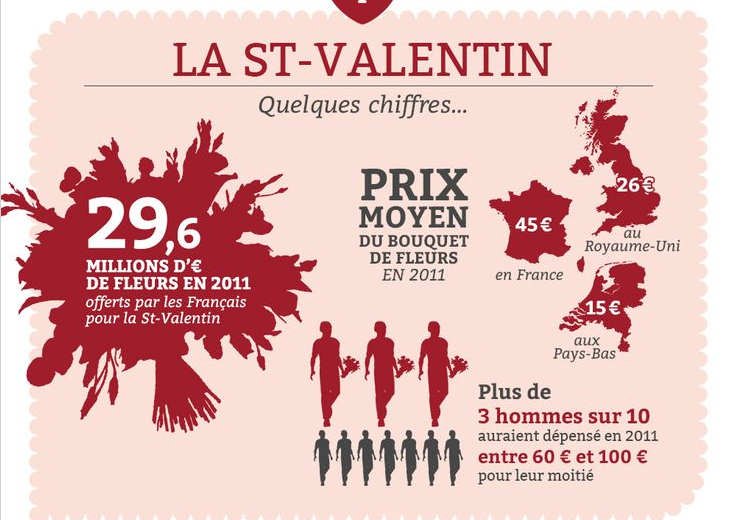 LA ST-VALENTIN
Quelques chiffres...
29,6
MILLIONS D'€
DE FLEURS EN 2011
offerts par les Français
pour la St-Valentin
PRIX
MOYEN
DU BOUQUET
DE FLEURS
EN 2011
45 €
en France
26 €
au
Royaume-Uni
15 €
aux
Pays-Bas
Plus de
3 hommes sur 10
auraient dépensé en 2011
entre 60 € et 100 €
pour leur moitié